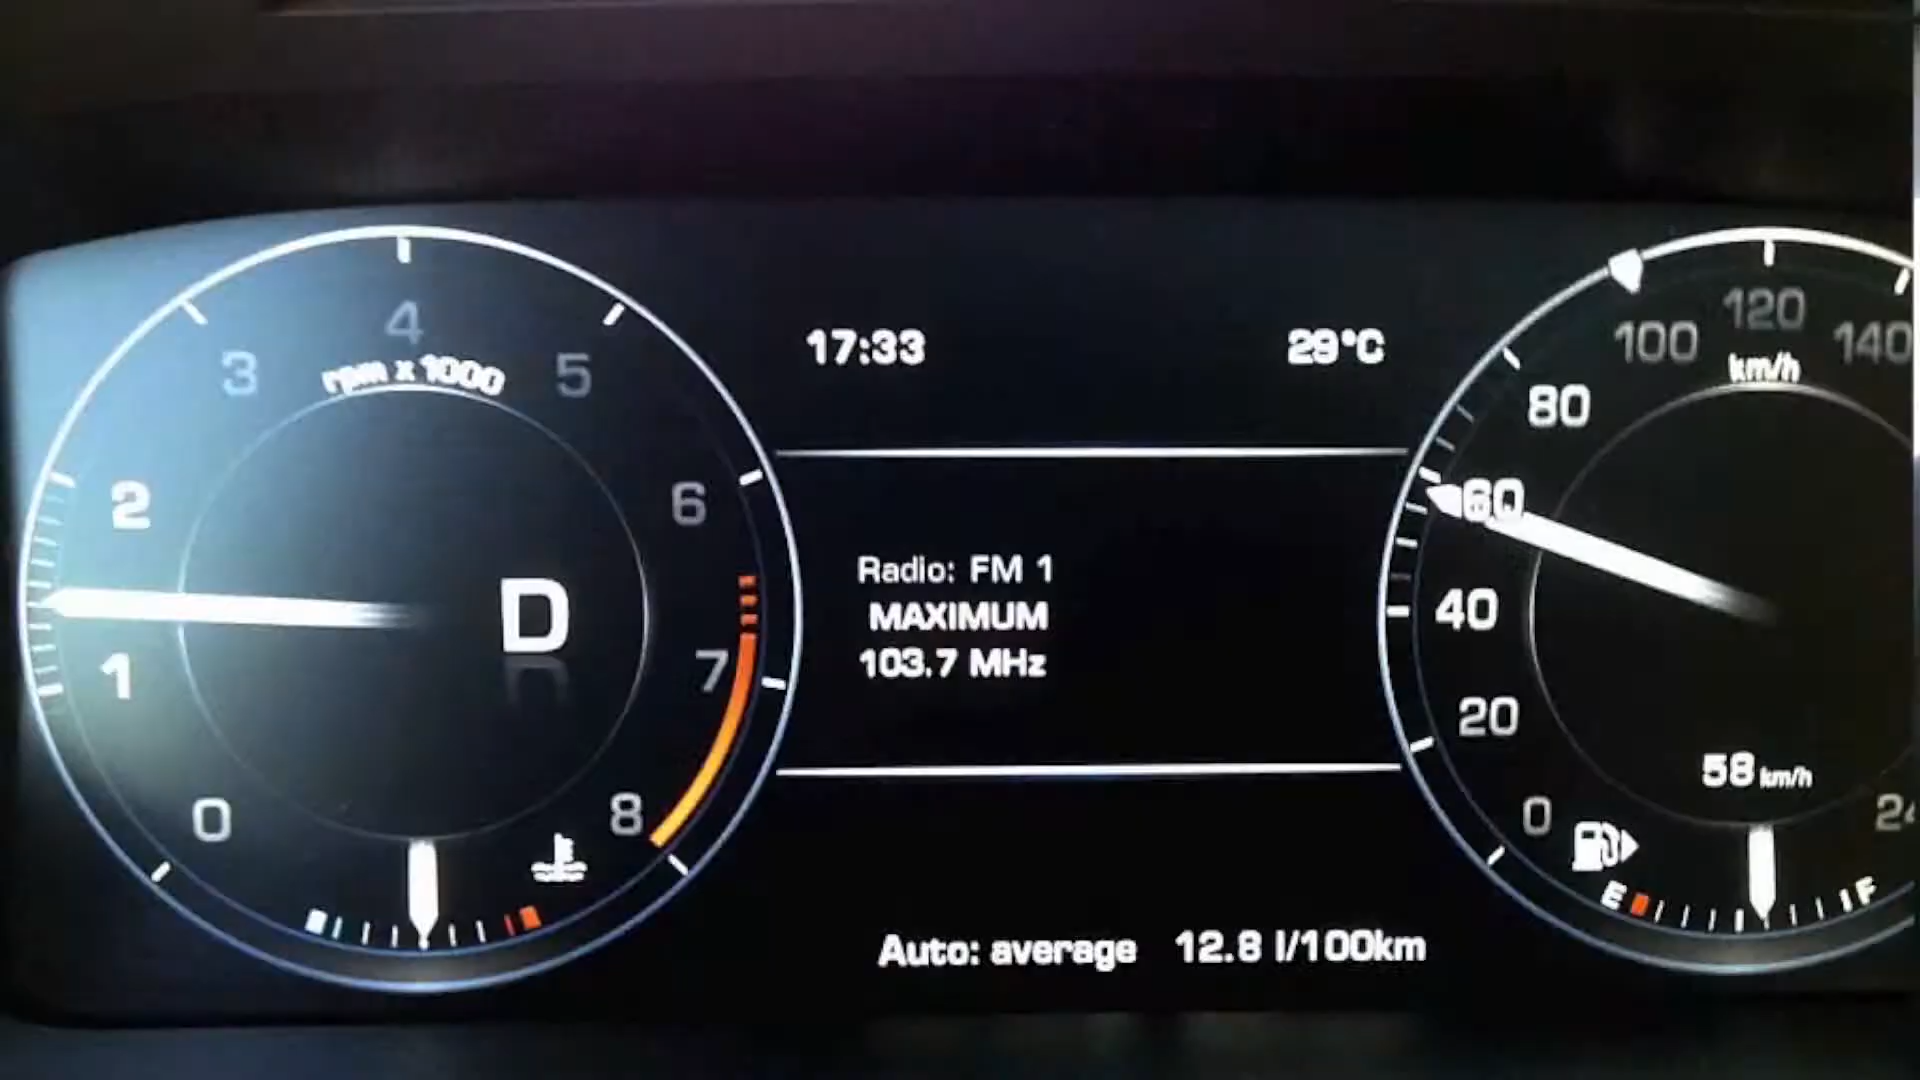 4
3
5
rpm x 1000
2
6
1
7
0
8
D
17:33
29°C
Radio: FM 1
MAXIMUM
103.7 MHz
Auto: average 12.8 l/100km
120
100
140
km/h
80
60
40
20
0
58 km/h
E
F